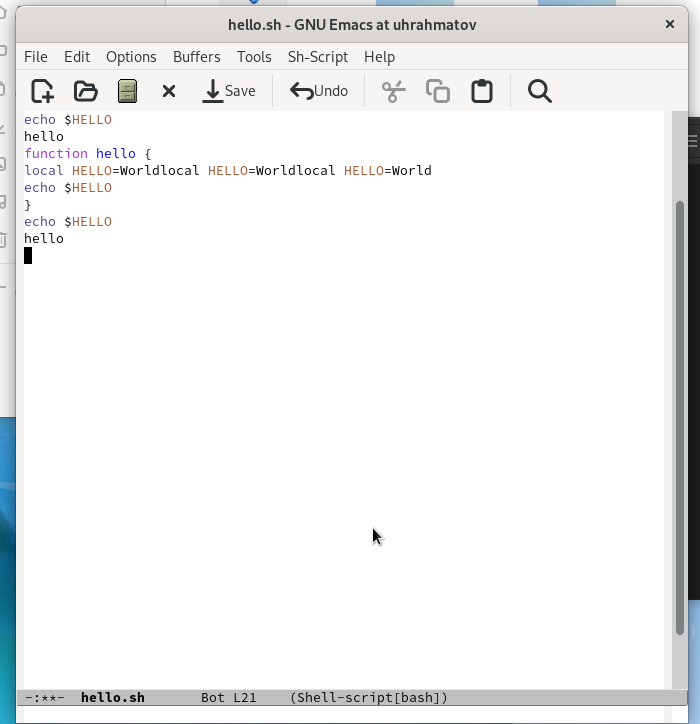 hello.sh - GNU Emacs at uhrahmatov
File Edit Options Buffers Tools Sh-Script Help
Save Undo
echo $HELLO
hello
function hello {
local HELLO=Worldlocal HELLO=Worldlocal HELLO=World
echo $HELLO
}
echo $HELLO
hello
-:**- hello.sh Bot L21 (Shell-script[bash])